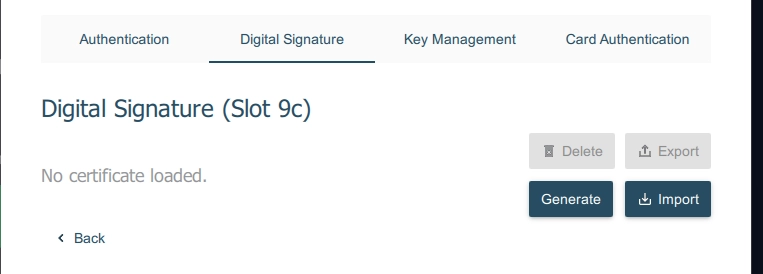 Authentication
Digital Signature
Key Management
Card Authentication
Digital Signature (Slot 9c)
Delete
Export
No certificate loaded.
Generate
Import
Back